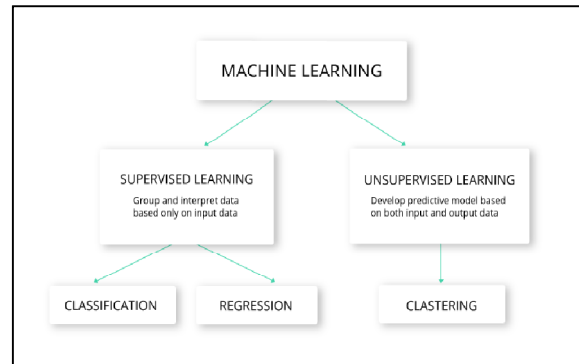 MACHINE LEARNING
SUPERVISED LEARNING
Group and interpret data
based only on input data
UNSUPERVISED LEARNING
Develop predictive model based
on both input and output data
CLASSIFICATION
REGRESSION
CLASTERING